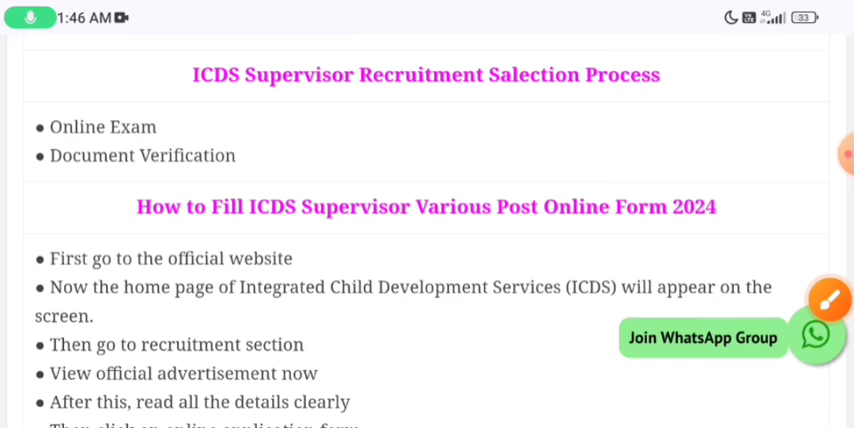 1:46 AM
4G
33
ICDS Supervisor Recruitment Salection Process
● Online Exam
● Document Verification
How to Fill ICDS Supervisor Various Post Online Form 2024
● First go to the official website
● Now the home page of Integrated Child Development Services (ICDS) will appear on the
screen.
Join WhatsApp Group
● Then go to recruitment section
● View official advertisement now
● After this, read all the details clearly